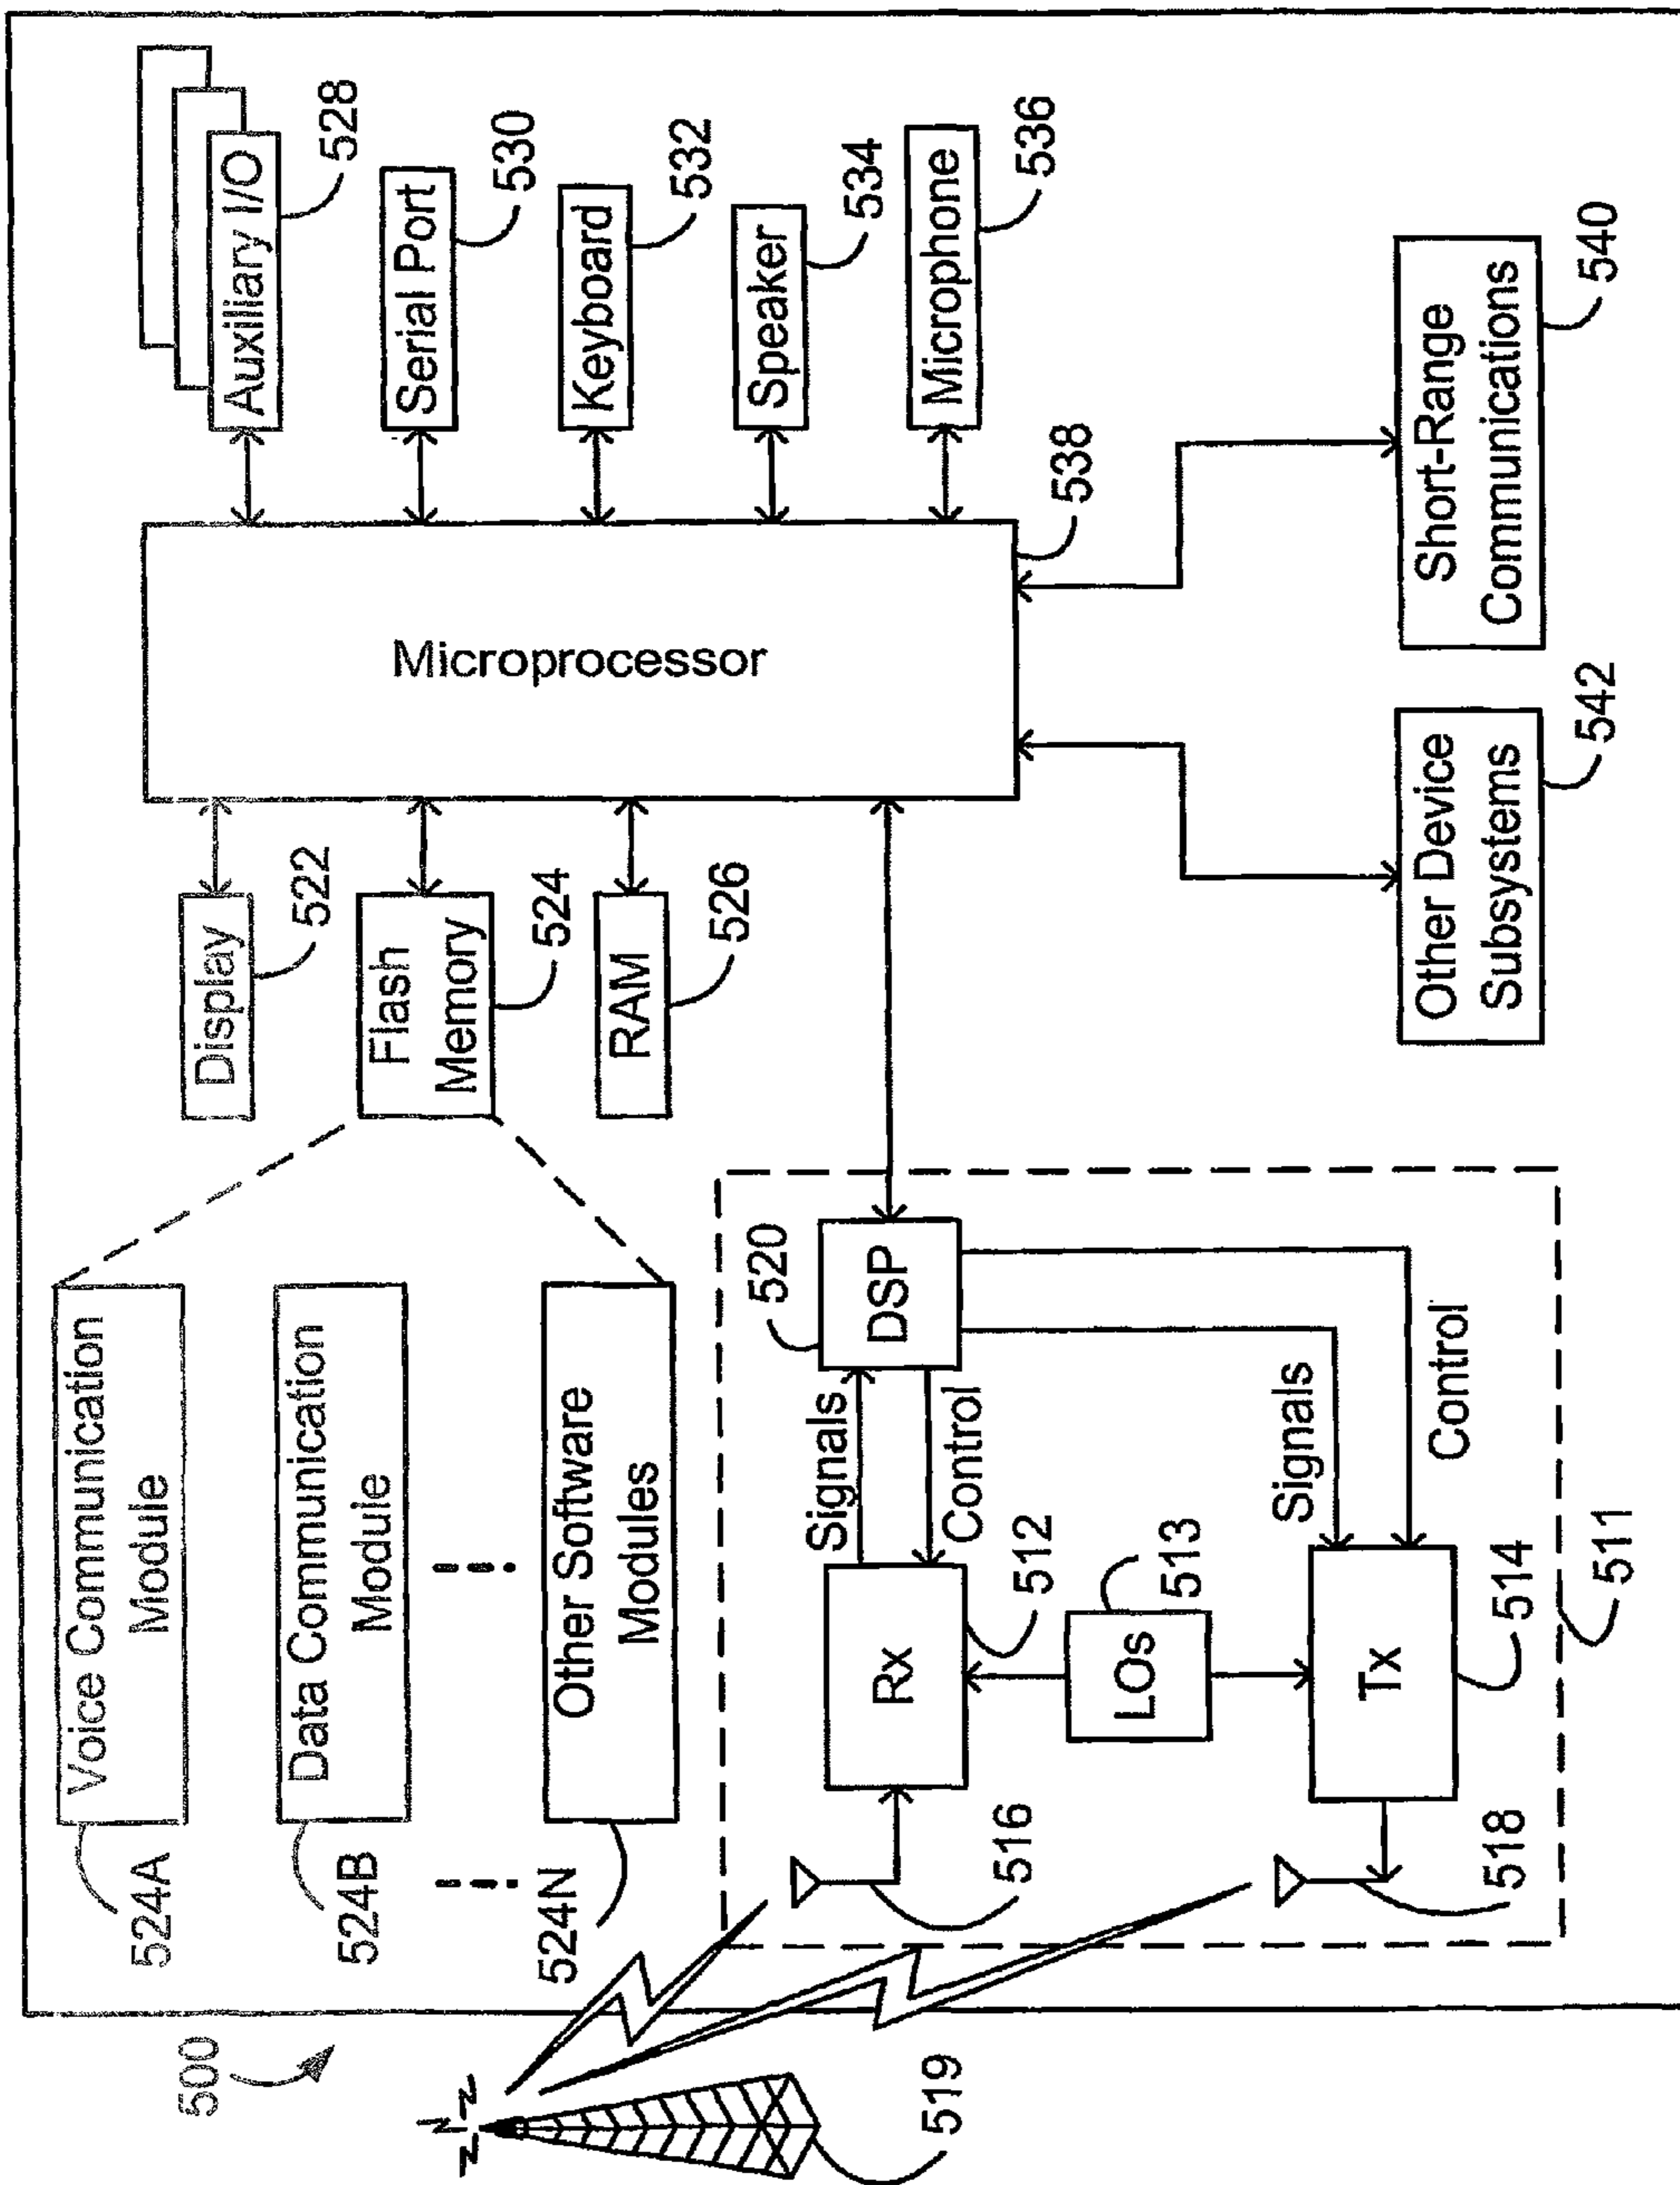 500
519
Voice Communication
Module
524A
Data Communication
Module
524B
Other Software
Modules
524N
Display
522
Flash
Memory
524
RAM
526
Microprocessor
538
Auxiliary I/O
528
Serial Port
530
Keyboard
532
Speaker
534
Microphone
536
Short-Range
Communications
540
Other Device
Subsystems
542
DSP
520
Signals
Control
Rx
512
LOs
513
Signals
Control
Tx
514
516
518
511